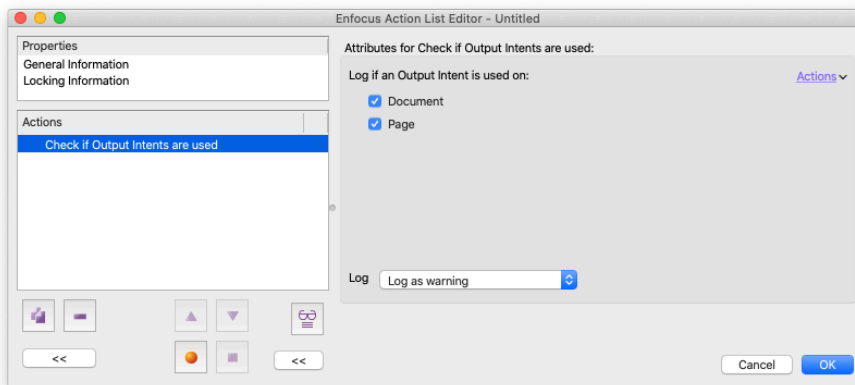 Enfocus Action List Editor - Untitled
Properties
General Information
Locking Information
Actions
Check if Output Intents are used
<<
<<
Attributes for Check if Output Intents are used:
Log if an Output Intent is used on:
Actions
Document
Page
Log
Log as warning
Cancel
OK